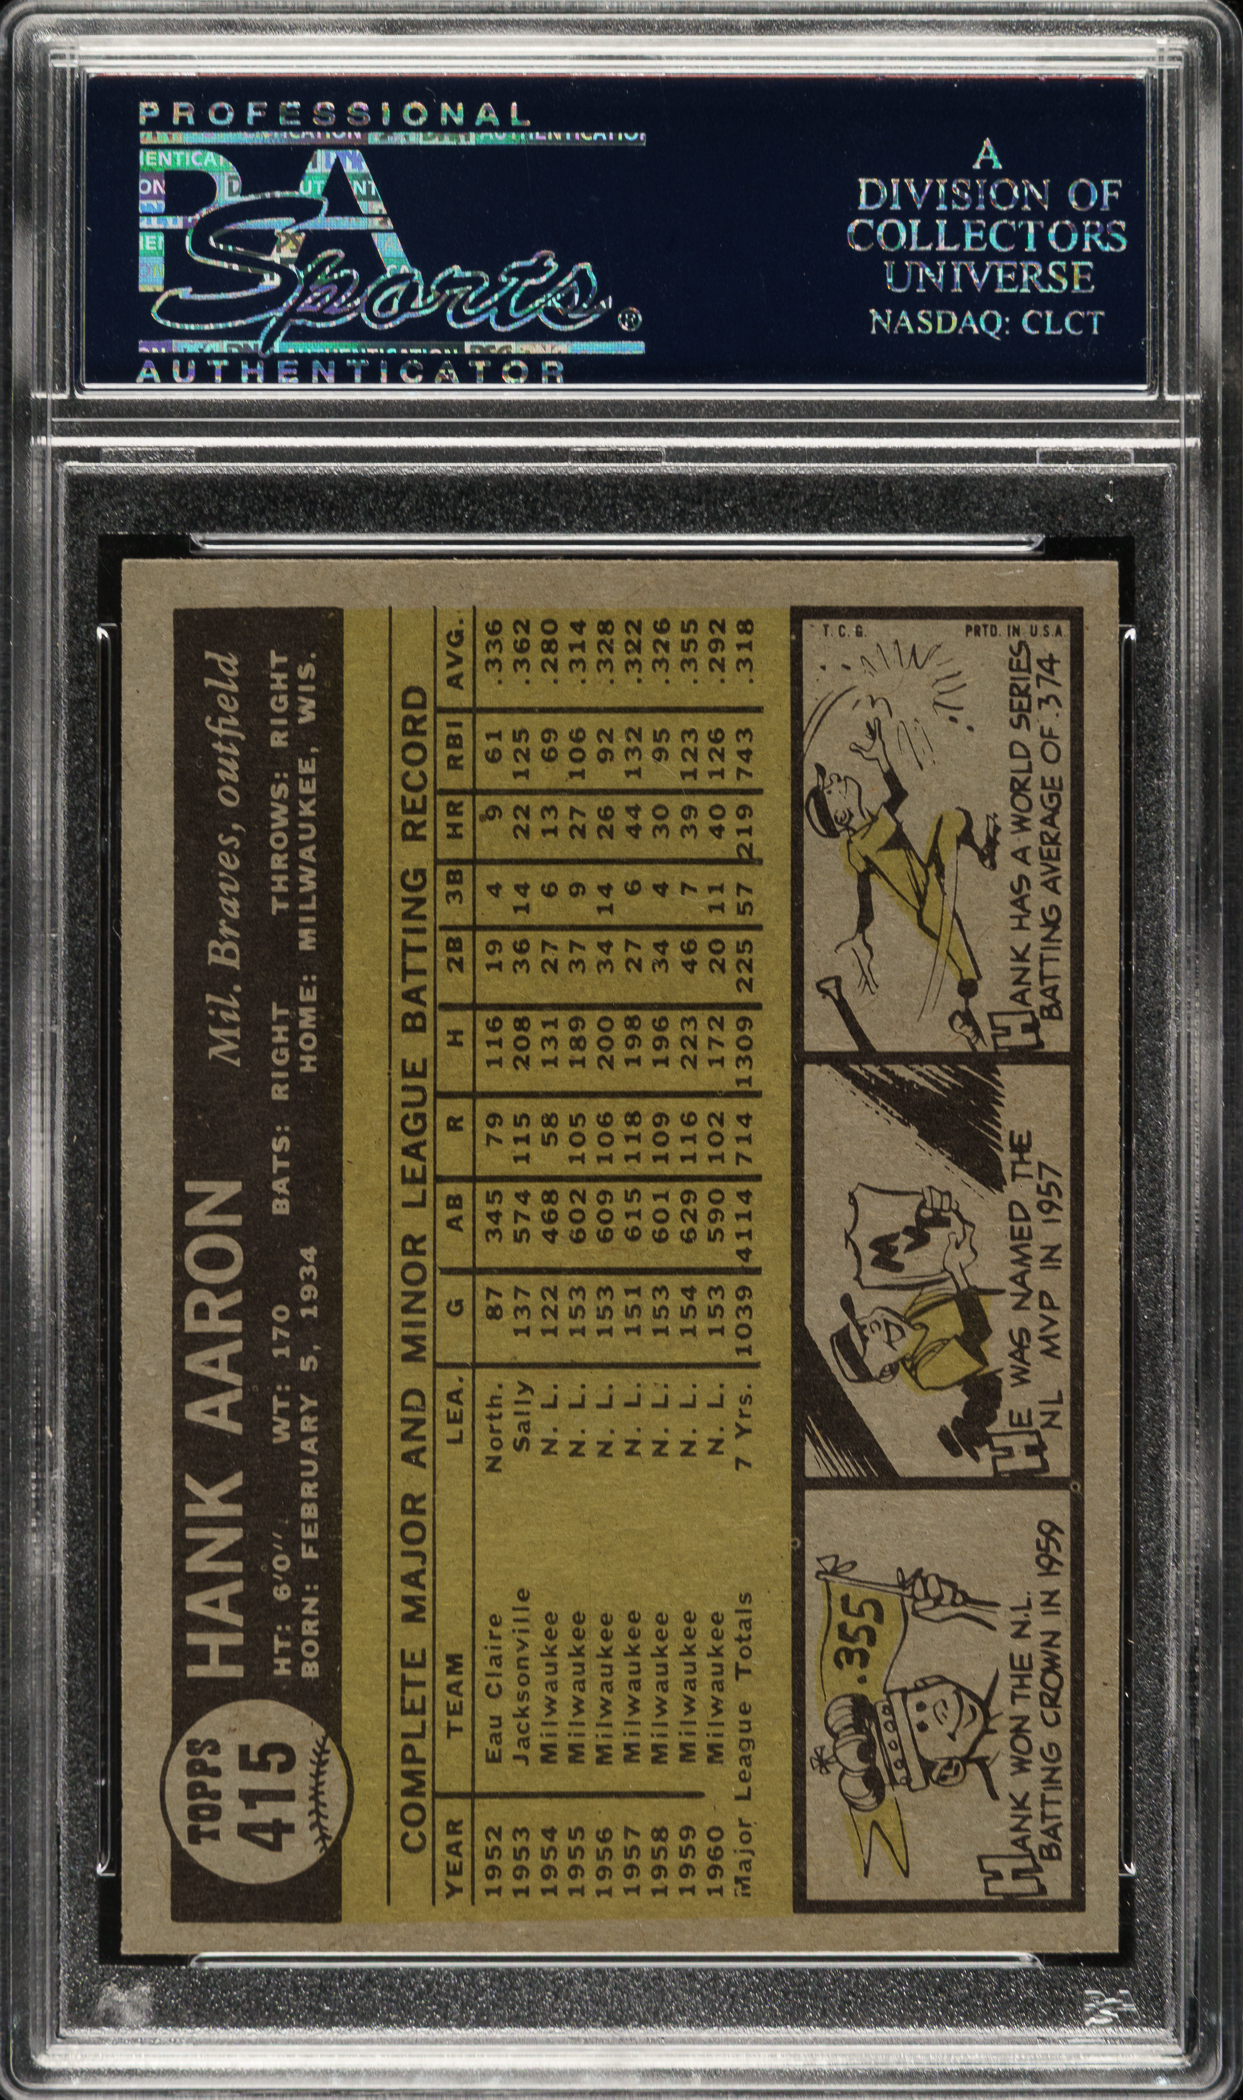 PROFESSIONAL
PSA
Sports®
AUTHENTICATOR
A
DIVISION OF
COLLECTORS
UNIVERSE
NASDAQ: CLCT
TOPPS
415
HANK AARON Mil. Braves, outfield
HT: 6'0" WT: 170 BATS: RIGHT THROWS: RIGHT
BORN: FEBRUARY 5, 1934 HOME: MILWAUKEE, WIS.
COMPLETE MAJOR AND MINOR LEAGUE BATTING RECORD
YEAR TEAM LEA. G AB R H 2B 3B HR RBI AVG.
1952 Eau Claire North. 87 345 79 116 19 4 9 61 .336
1953 Jacksonville Sally 137 574 115 208 36 14 22 125 .362
1954 Milwaukee N. L. 122 468 58 131 27 6 13 69 .280
1955 Milwaukee N. L. 153 602 105 189 37 9 27 106 .314
1956 Milwaukee N. L. 153 609 106 200 34 14 26 92 .328
1957 Milwaukee N. L. 151 615 118 198 27 6 44 132 .322
1958 Milwaukee N. L. 153 601 109 196 34 4 30 95 .326
1959 Milwaukee N. L. 154 629 116 223 46 7 39 123 .355
1960 Milwaukee N. L. 153 590 102 172 20 11 40 126 .292
Major League Totals 7 Yrs. 1039 4114 714 1309 225 57 219 743 .318
.355
HANK WON THE N.L.
BATTING CROWN IN 1959
M
HE WAS NAMED THE
NL MVP IN 1957
T.C.G. PRTD. IN U.S.A.
HANK HAS A WORLD SERIES
BATTING AVERAGE OF .374